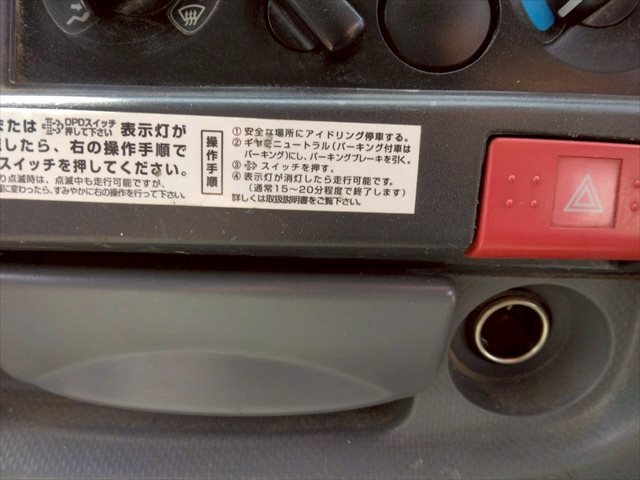 または DPDスイッチ 押して下さい 表示灯が
したら、右の操作手順で
スイッチを押してください。
点滅時は、点滅中も走行可能ですが、
に変わったら、すみやかに右の操作を行って下さい。
操作手順
①安全な場所にアイドリング停車する。
②ギヤをニュートラル(パーキング付車は
パーキング)にし、パーキングブレーキを引く。
③ スイッチを押す。
④表示灯が消灯したら走行可能です。
(通常15~20分程度で終了します)
詳しくは取扱説明書をご覧下さい。